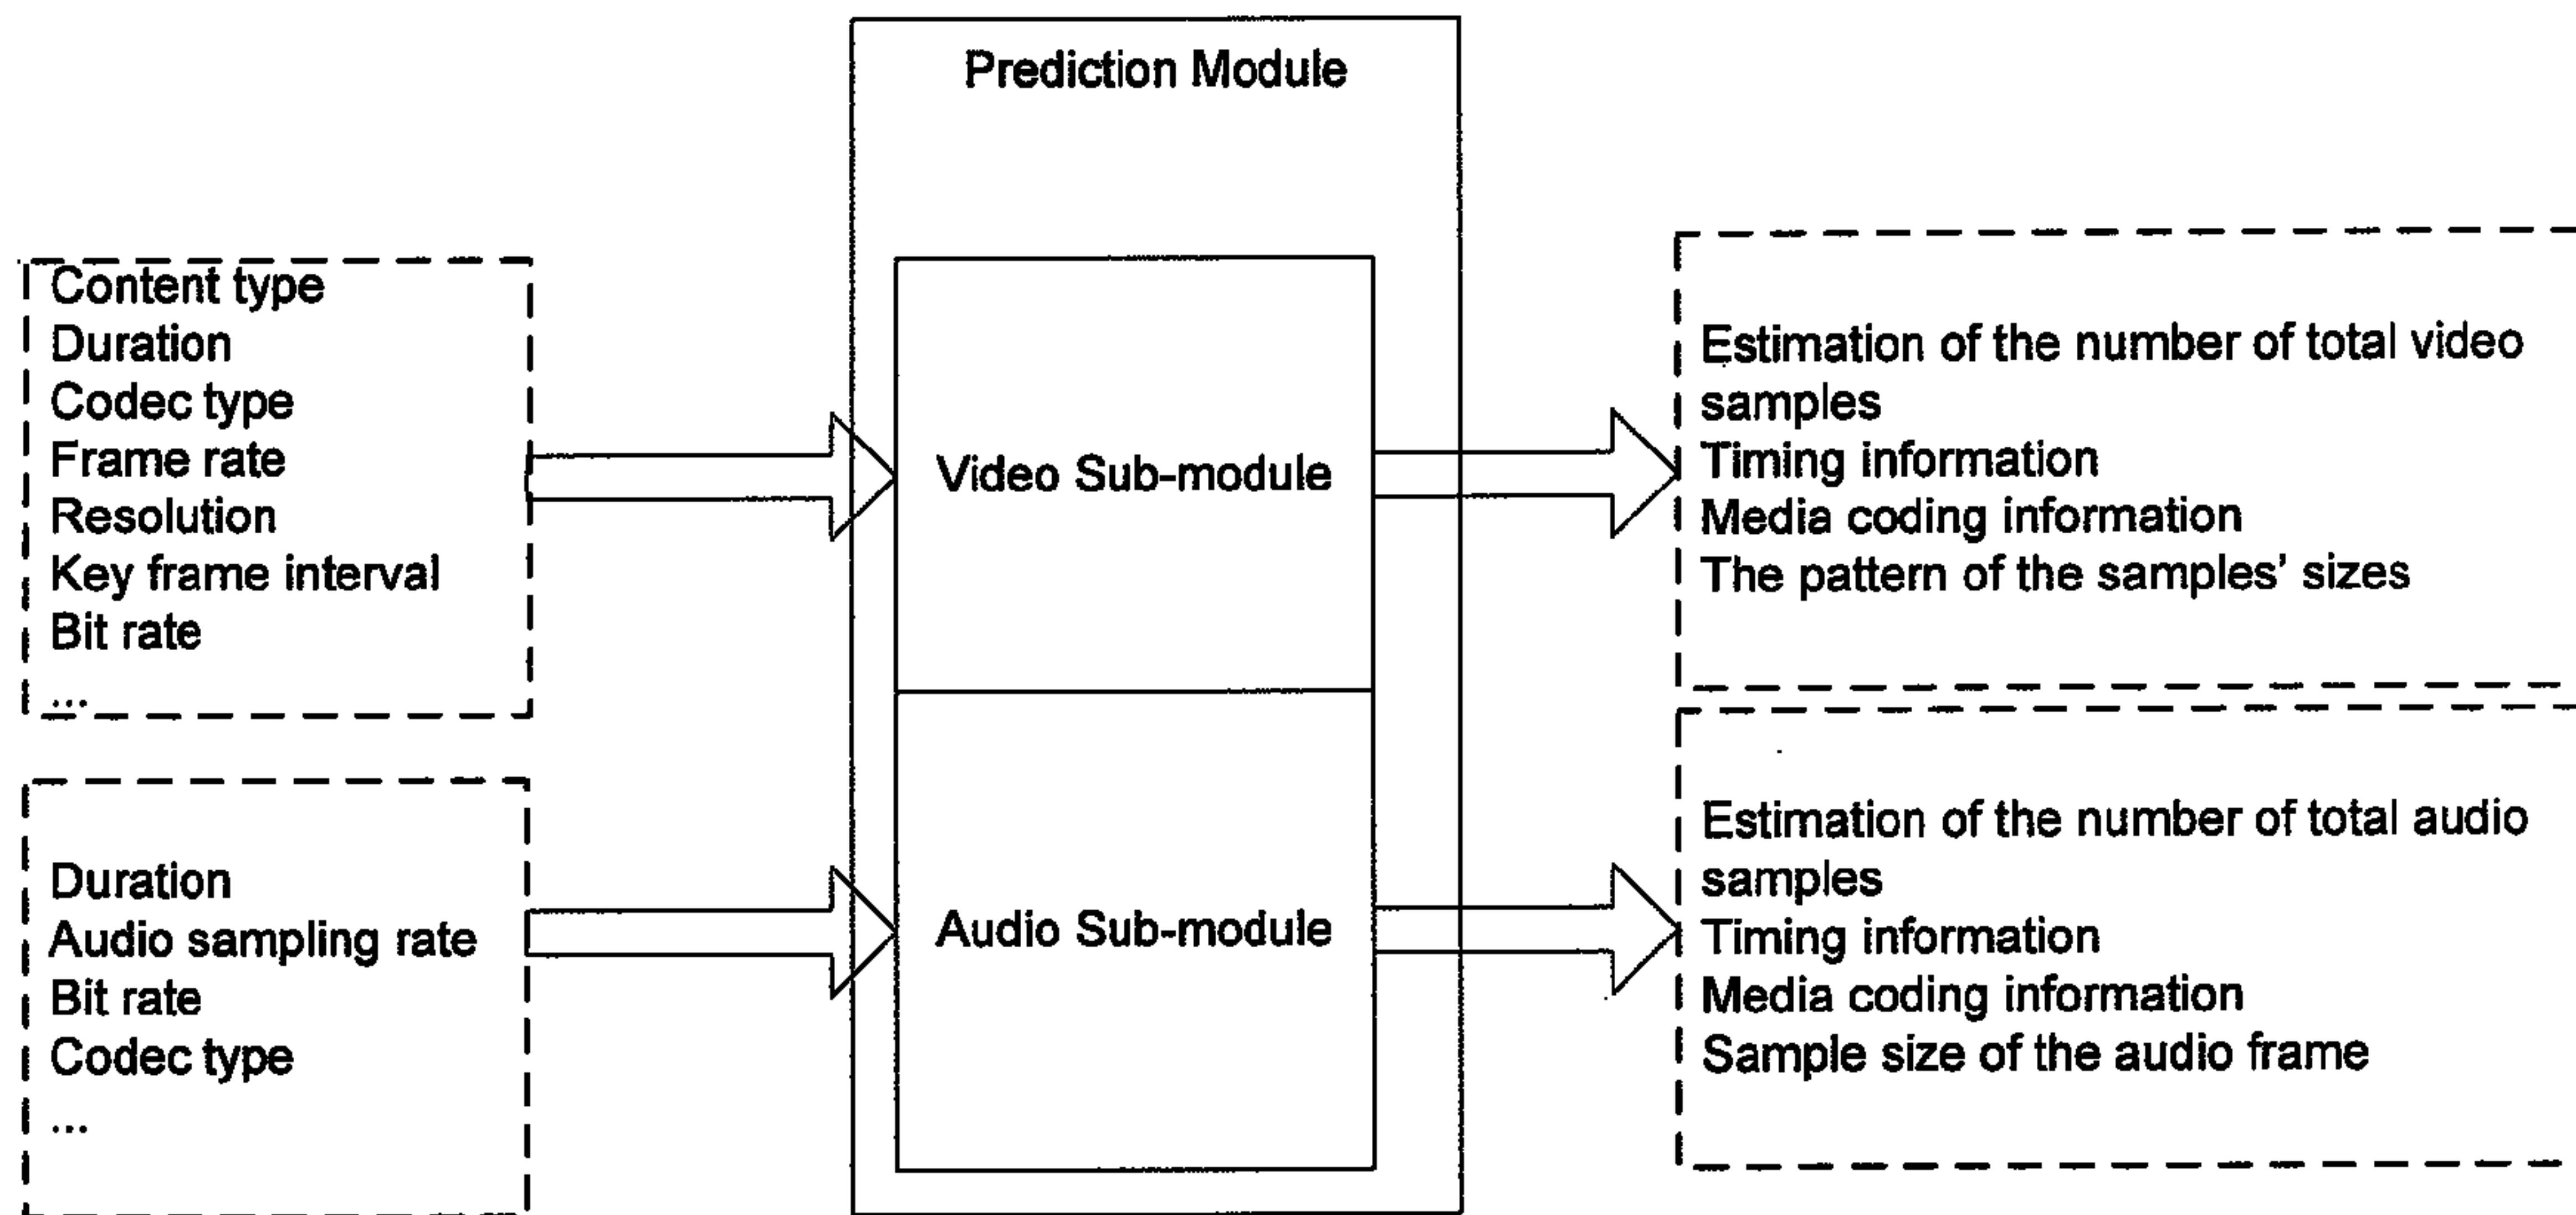 Prediction Module
Content type
Duration
Codec type
Frame rate
Resolution
Key frame interval
Bit rate
...
Video Sub-module
Estimation of the number of total video
samples
Timing information
Media coding information
The pattern of the samples' sizes
Duration
Audio sampling rate
Bit rate
Codec type
...
Audio Sub-module
Estimation of the number of total audio
samples
Timing information
Media coding information
Sample size of the audio frame